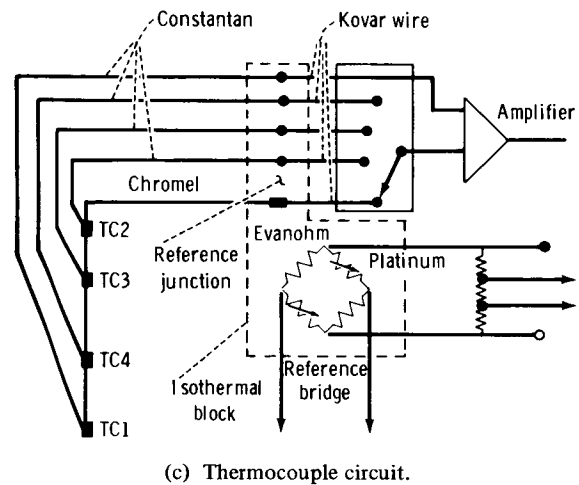 Constantan
Kovar wire
Amplifier
Chromel
TC2
Reference
junction
Evanohm
Platinum
TC3
TC4
Isothermal
block
Reference
bridge
TC1
(c) Thermocouple circuit.